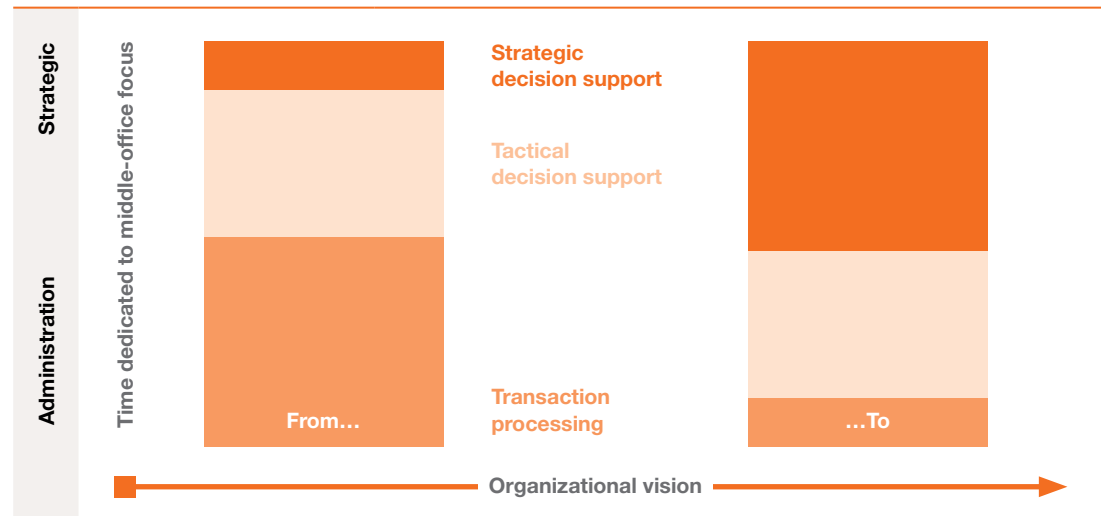 Strategic
Administration
Time dedicated to middle-office focus
From…
Strategic
decision support
Tactical
decision support
Transaction
processing
…To
Organizational vision